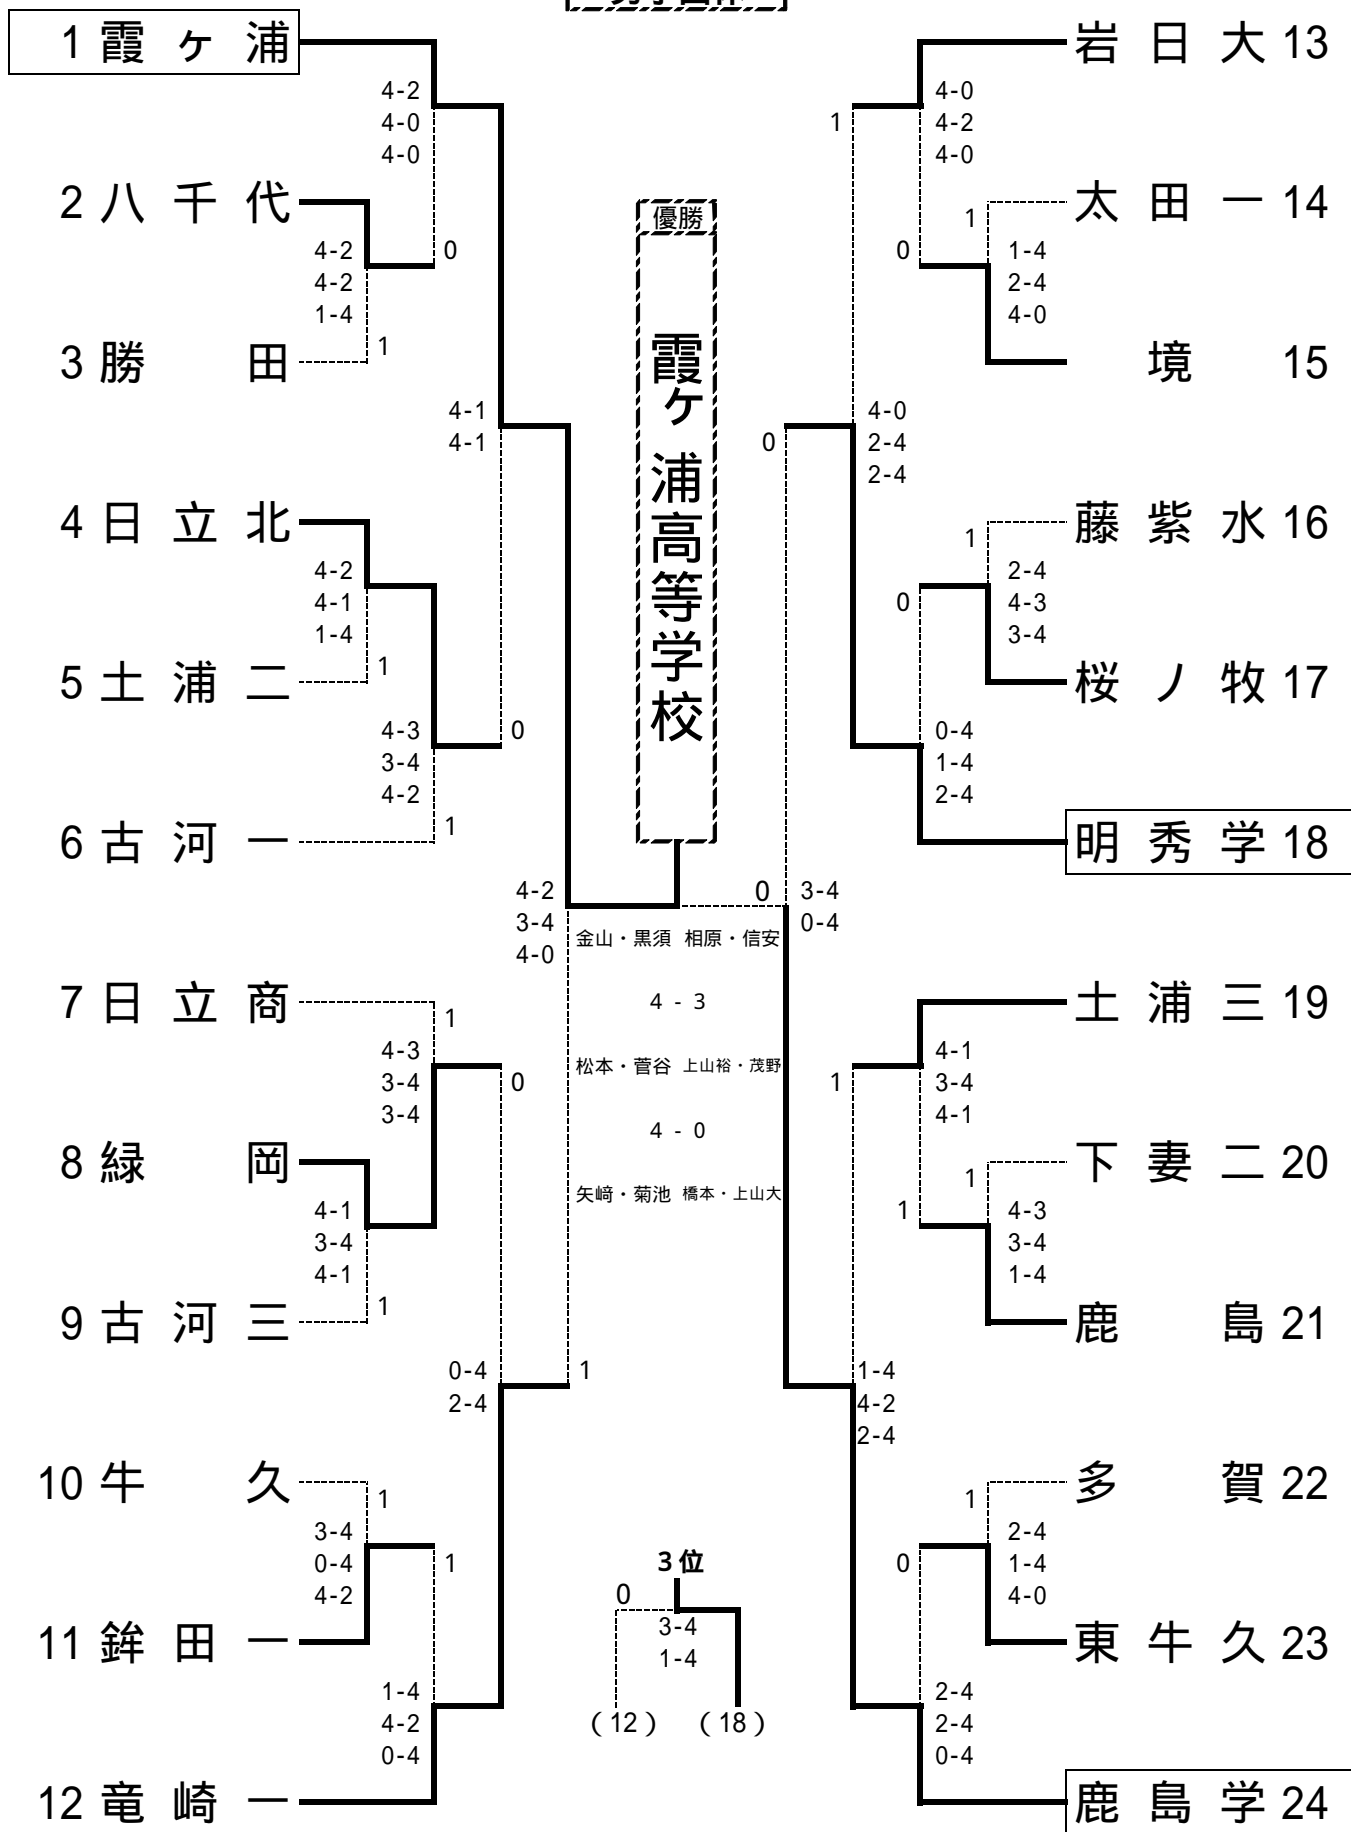 1 霞ヶ浦
4-2
4-0
4-0
2 八千代
4-2
4-2
1-4
0
3 勝田
1
4-1
4-1
4 日立北
4-2
4-1
1-4
5 土浦二
1
4-3
3-4
4-2
0
6 古河一
1
4-2
3-4
4-0
7 日立商
1
4-3
3-4
3-4
0
8 緑岡
4-1
3-4
4-1
9 古河三
1
0-4
2-4
1
10 牛久
1
3-4
0-4
4-2
1
11 鉾田一
1-4
4-2
0-4
12 竜崎一
優勝
霞ヶ浦高等学校
金山・黒須 相原・信安
4 - 3
松本・菅谷 上山裕・茂野
4 - 0
矢﨑・菊池 橋本・上山大
3位
0
3-4
1-4
(12) (18)
岩日大 13
4-0
4-2
4-0
1
太田一 14
1
1-4
2-4
4-0
0
境 15
4-0
2-4
2-4
0
藤紫水 16
1
2-4
4-3
3-4
0
桜ノ牧 17
0-4
1-4
2-4
明秀学 18
0
3-4
0-4
土浦三 19
4-1
3-4
4-1
1
下妻二 20
1
4-3
3-4
1-4
1
鹿島 21
1-4
4-2
2-4
多賀 22
1
2-4
1-4
4-0
0
東牛久 23
2-4
2-4
0-4
鹿島学 24